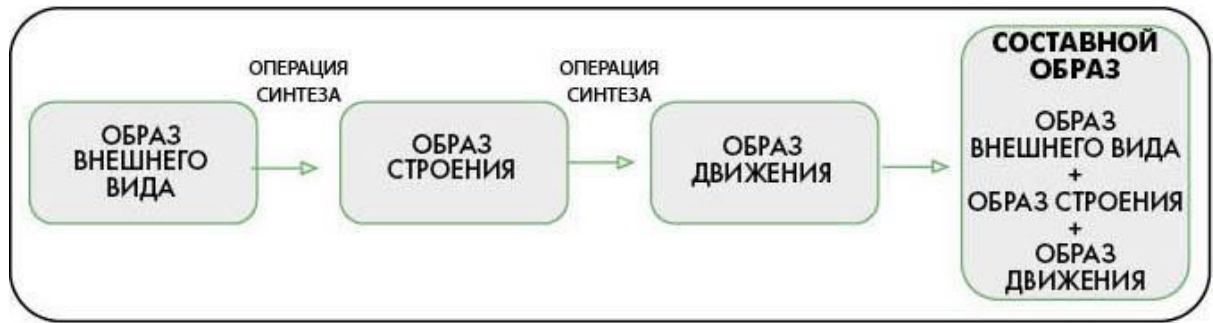 ОПЕРАЦИЯ
СИНТЕЗА
ОПЕРАЦИЯ
СИНТЕЗА
ОБРАЗ
ВНЕШНЕГО
ВИДА
ОБРАЗ
СТРОЕНИЯ
ОБРАЗ
ДВИЖЕНИЯ
СОСТАВНОЙ
ОБРАЗ
ОБРАЗ
ВНЕШНЕГО ВИДА
+
ОБРАЗ СТРОЕНИЯ
+
ОБРАЗ
ДВИЖЕНИЯ